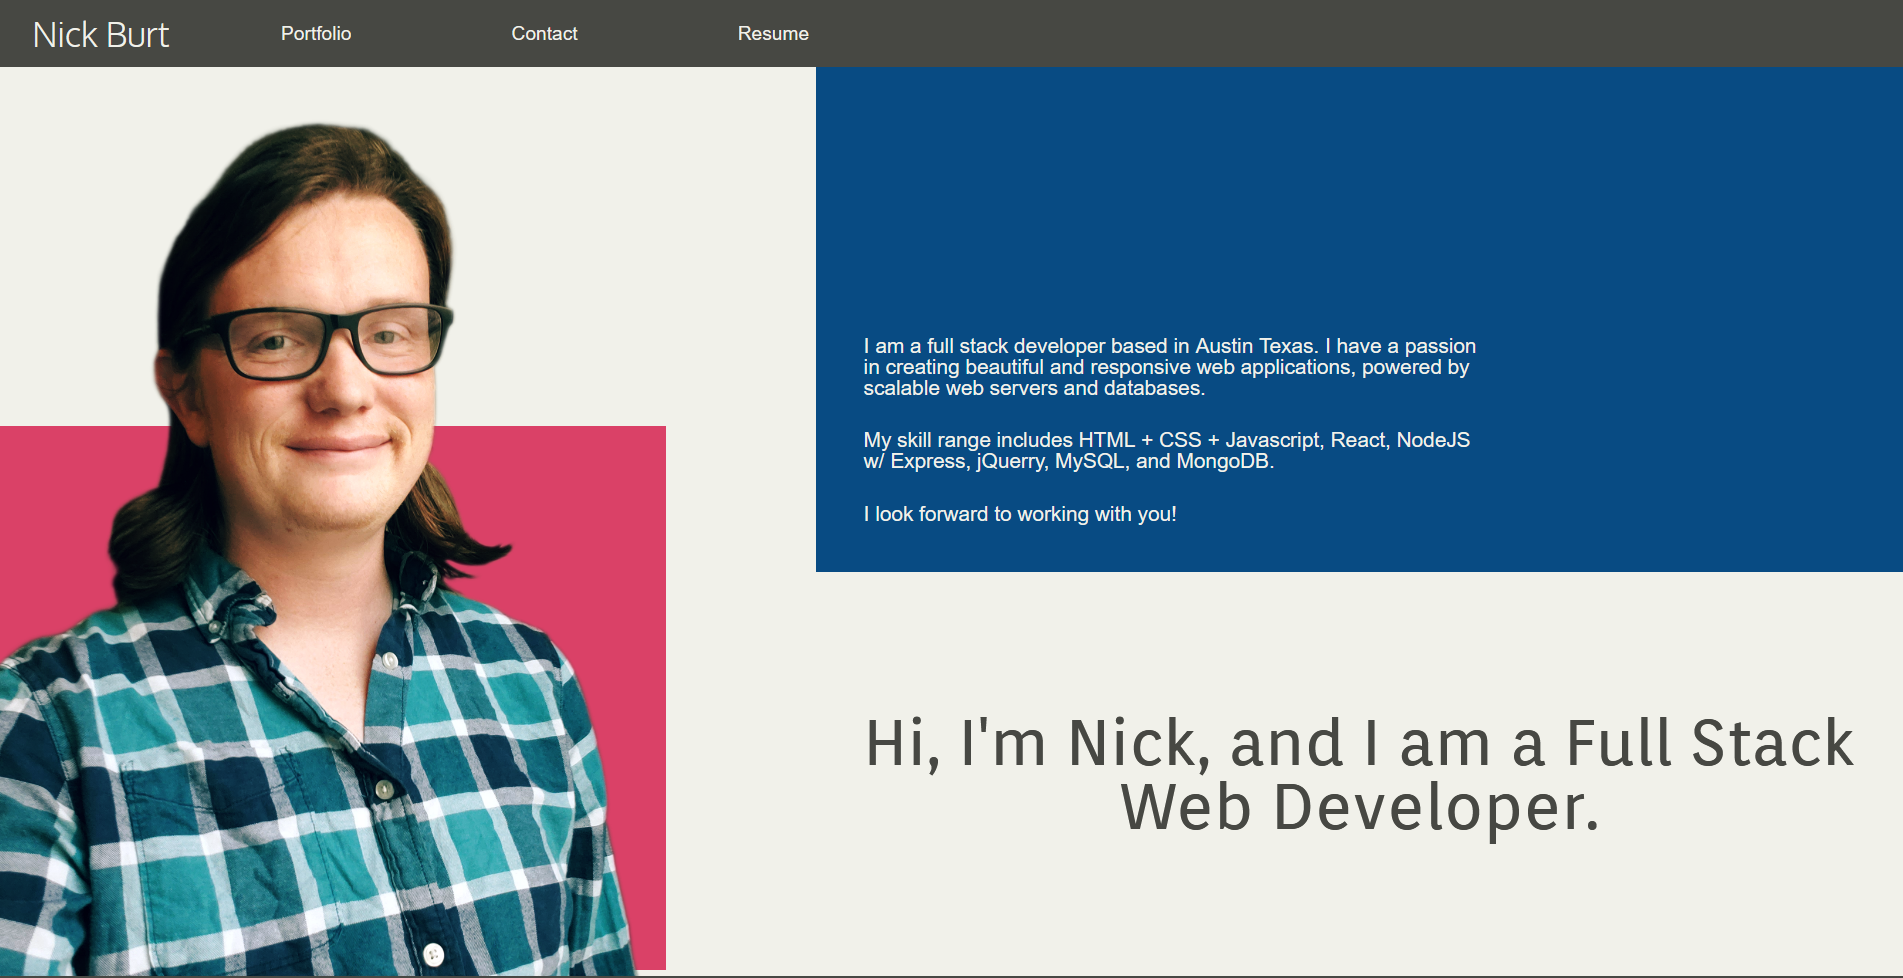 Nick Burt
Portfolio
Contact
Resume
I am a full stack developer based in Austin Texas. I have a passion
in creating beautiful and responsive web applications, powered by
scalable web servers and databases.
My skill range includes HTML + CSS + Javascript, React, NodeJS
w/ Express, jQuerry, MySQL, and MongoDB.
I look forward to working with you!
Hi, I'm Nick, and I am a Full Stack
Web Developer.